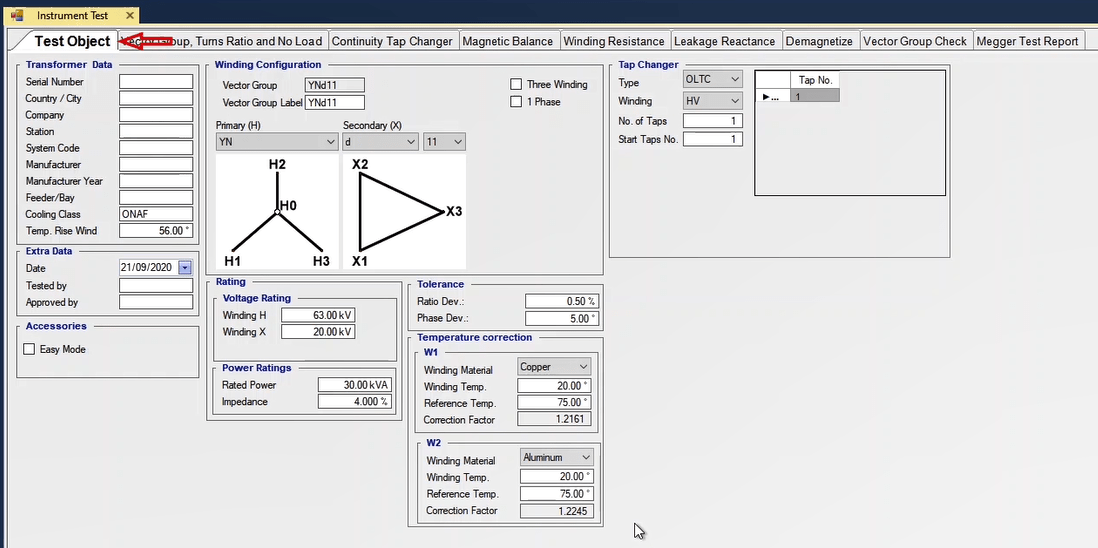 Instrument Test ×
Test Object
Vector Group, Turns Ratio and No Load
Continuity Tap Changer
Magnetic Balance
Winding Resistance
Leakage Reactance
Demagnetize
Vector Group Check
Megger Test Report
Transformer Data
Serial Number
Country / City
Company
Station
System Code
Manufacturer
Manufacturer Year
Feeder/Bay
Cooling Class ONAF
Temp. Rise Wind 56.00 °
Extra Data
Date 21/09/2020
Tested by
Approved by
Accessories
Easy Mode
Winding Configuration
Vector Group YNd11
Vector Group Label YNd11
Three Winding
1 Phase
Primary (H) Secondary (X)
YN d 11
H2
H0
H1 H3
X2
X3
X1
Rating
Voltage Rating
Winding H 63.00 kV
Winding X 20.00 kV
Power Ratings
Rated Power 30.00 kVA
Impedance 4.000 %
Tolerance
Ratio Dev.: 0.50 %
Phase Dev.: 5.00 °
Temperature correction
W1
Winding Material Copper
Winding Temp. 20.00 °
Reference Temp. 75.00 °
Correction Factor 1.2161
W2
Winding Material Aluminum
Winding Temp. 20.00 °
Reference Temp. 75.00 °
Correction Factor 1.2245
Tap Changer
Type OLTC
Winding HV
No. of Taps 1
Start Taps No. 1
Tap No.
... 1